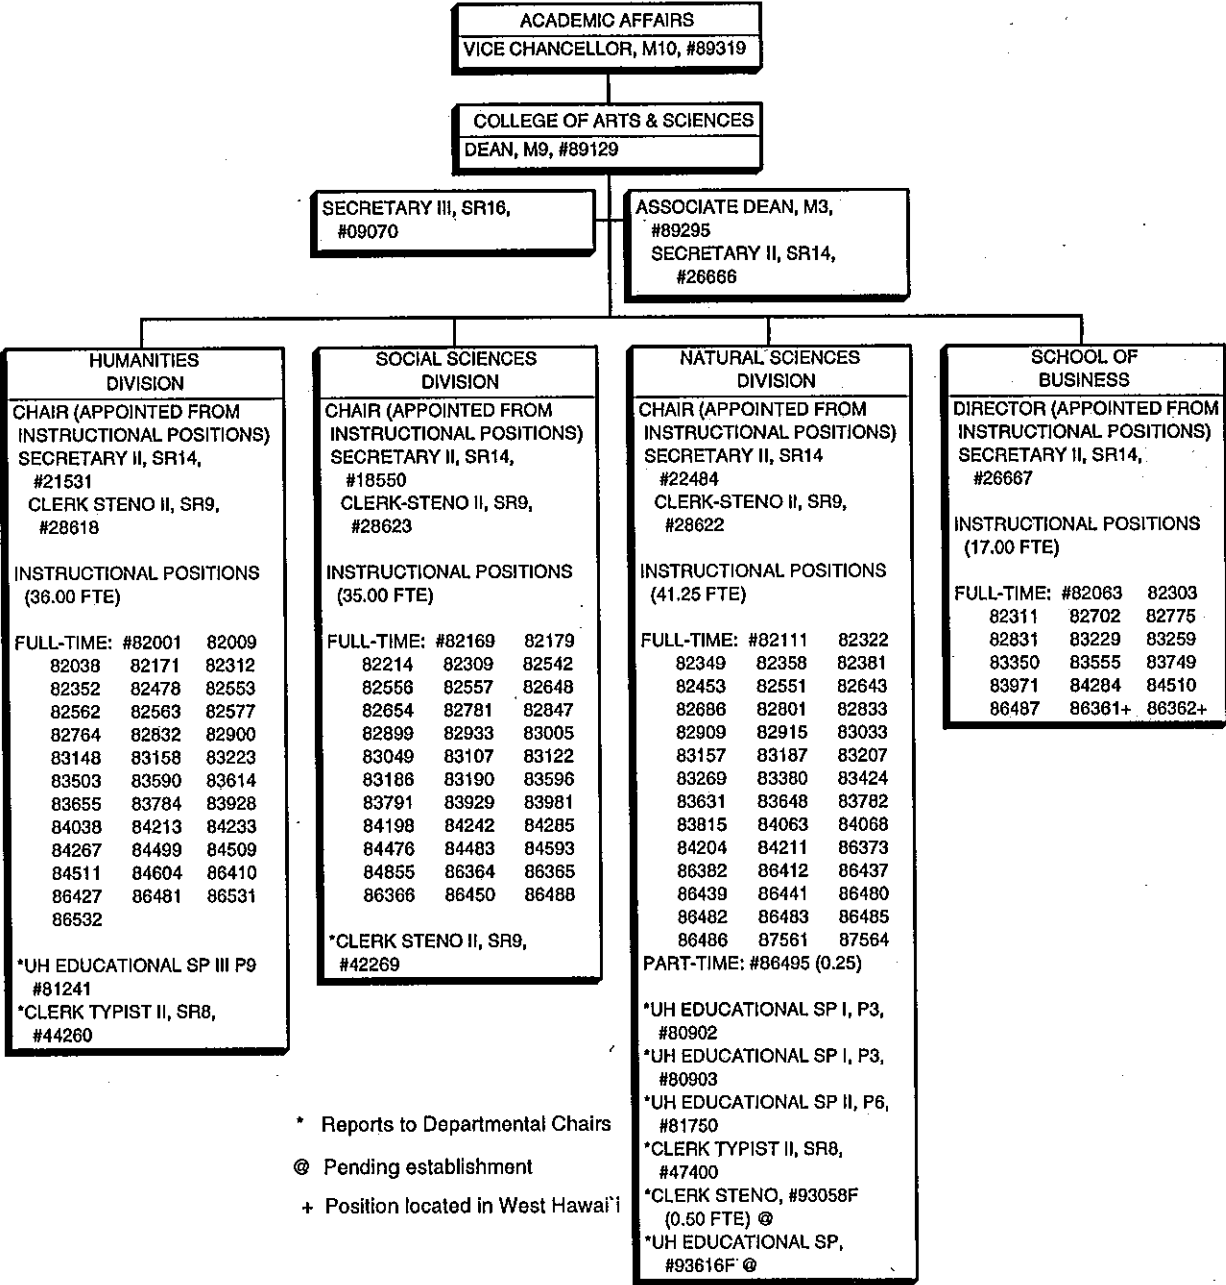 ACADEMIC AFFAIRS
VICE CHANCELLOR, M10, #89319
COLLEGE OF ARTS & SCIENCES
DEAN, M9, #89129
SECRETARY III, SR16,
#09070
ASSOCIATE DEAN, M3,
#89295
SECRETARY II, SR14,
#26666
HUMANITIES
DIVISION
CHAIR (APPOINTED FROM
INSTRUCTIONAL POSITIONS)
SECRETARY II, SR14,
#21531
CLERK STENO II, SR9,
#28618
INSTRUCTIONAL POSITIONS
(36.00 FTE)
FULL-TIME: #82001 82009
82038 82171 82312
82352 82478 82553
82562 82563 82577
82764 82832 82900
83148 83158 83223
83503 83590 83614
83655 83784 83928
84038 84213 84233
84267 84499 84509
84511 84604 86410
86427 86481 86531
86532
*UH EDUCATIONAL SP III P9
#81241
*CLERK TYPIST II, SR8,
#44260
SOCIAL SCIENCES
DIVISION
CHAIR (APPOINTED FROM
INSTRUCTIONAL POSITIONS)
SECRETARY II, SR14,
#18550
CLERK-STENO II, SR9,
#28623
INSTRUCTIONAL POSITIONS
(35.00 FTE)
FULL-TIME: #82169 82179
82214 82309 82542
82556 82557 82648
82654 82781 82847
82899 82933 83005
83049 83107 83122
83186 83190 83596
83791 83929 83981
84198 84242 84285
84476 84483 84593
84855 86364 86365
86366 86450 86488
*CLERK STENO II, SR9,
#42269
NATURAL SCIENCES
DIVISION
CHAIR (APPOINTED FROM
INSTRUCTIONAL POSITIONS)
SECRETARY II, SR14
#22484
CLERK-STENO II, SR9,
#28622
INSTRUCTIONAL POSITIONS
(41.25 FTE)
FULL-TIME: #82111 82322
82349 82358 82381
82453 82551 82643
82686 82801 82833
82909 82915 83033
83157 83187 83207
83269 83380 83424
83631 83648 83782
83815 84063 84068
84204 84211 86373
86382 86412 86437
86439 86441 86480
86482 86483 86485
86486 87561 87564
PART-TIME: #86495 (0.25)
*UH EDUCATIONAL SP I, P3,
#80902
*UH EDUCATIONAL SP I, P3,
#80903
*UH EDUCATIONAL SP II, P6,
#81750
*CLERK TYPIST II, SR8,
#47400
*CLERK STENO, #93058F
(0.50 FTE) @
*UH EDUCATIONAL SP,
#93616F @
SCHOOL OF
BUSINESS
DIRECTOR (APPOINTED FROM
INSTRUCTIONAL POSITIONS)
SECRETARY II, SR14,
#26667
INSTRUCTIONAL POSITIONS
(17.00 FTE)
FULL-TIME: #82063 82303
82311 82702 82775
82831 83229 83259
83350 83555 83749
83971 84284 84510
86487 86361+ 86362+
* Reports to Departmental Chairs
@ Pending establishment
+ Position located in West Hawai`i